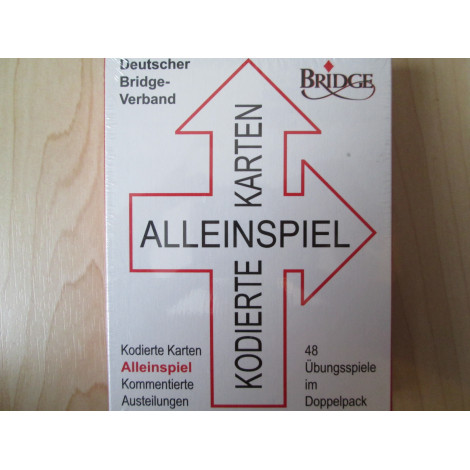 Deutscher
Bridge-
Verband
BRIDGE
KODIERTE KARTEN
ALLEINSPIEL
Kodierte Karten
Alleinspiel
Kommentierte
Austeilungen
48
Übungsspiele
im
Doppelpack